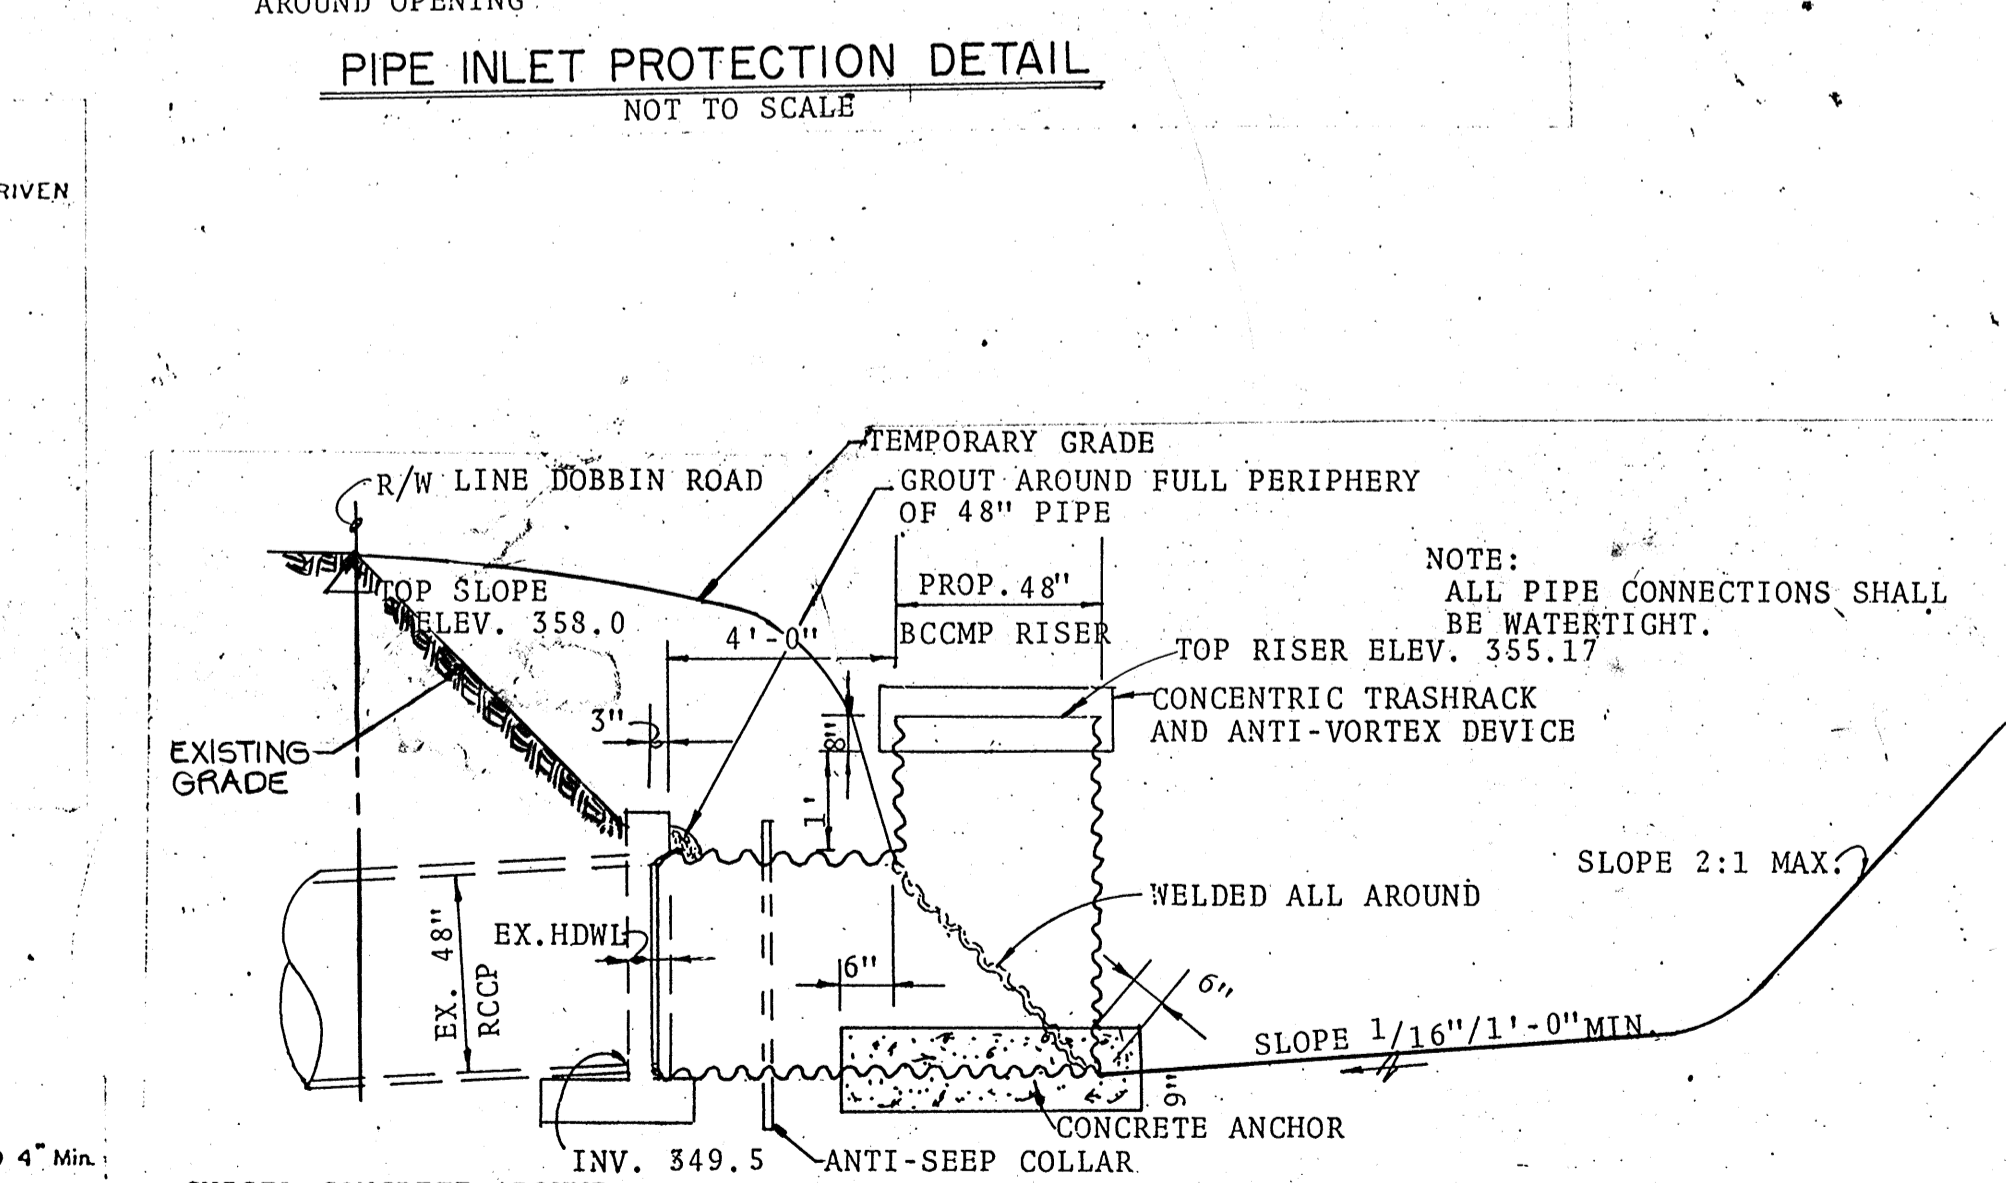 AROUND OPENING
PIPE INLET PROTECTION DETAIL
NOT TO SCALE
RIVEN
TEMPORARY GRADE
R/W LINE DOBBIN ROAD
GROUT AROUND FULL PERIPHERY
OF 48" PIPE
NOTE:
ALL PIPE CONNECTIONS SHALL
BE WATERTIGHT.
TOP SLOPE
ELEV. 358.0
PROP. 48"
BCCMP RISER
4'-0"
TOP RISER ELEV. 355.17
CONCENTRIC TRASHRACK
AND ANTI-VORTEX DEVICE
3"
8"
1'
EXISTING
GRADE
SLOPE 2:1 MAX.
WELDED ALL AROUND
EX.HDWL
EX. 48"
RCCP
6"
6"
SLOPE 1/16"/1'-0" MIN.
9"
CONCRETE ANCHOR
INV. 349.5
ANTI-SEEP COLLAR
4" Min.